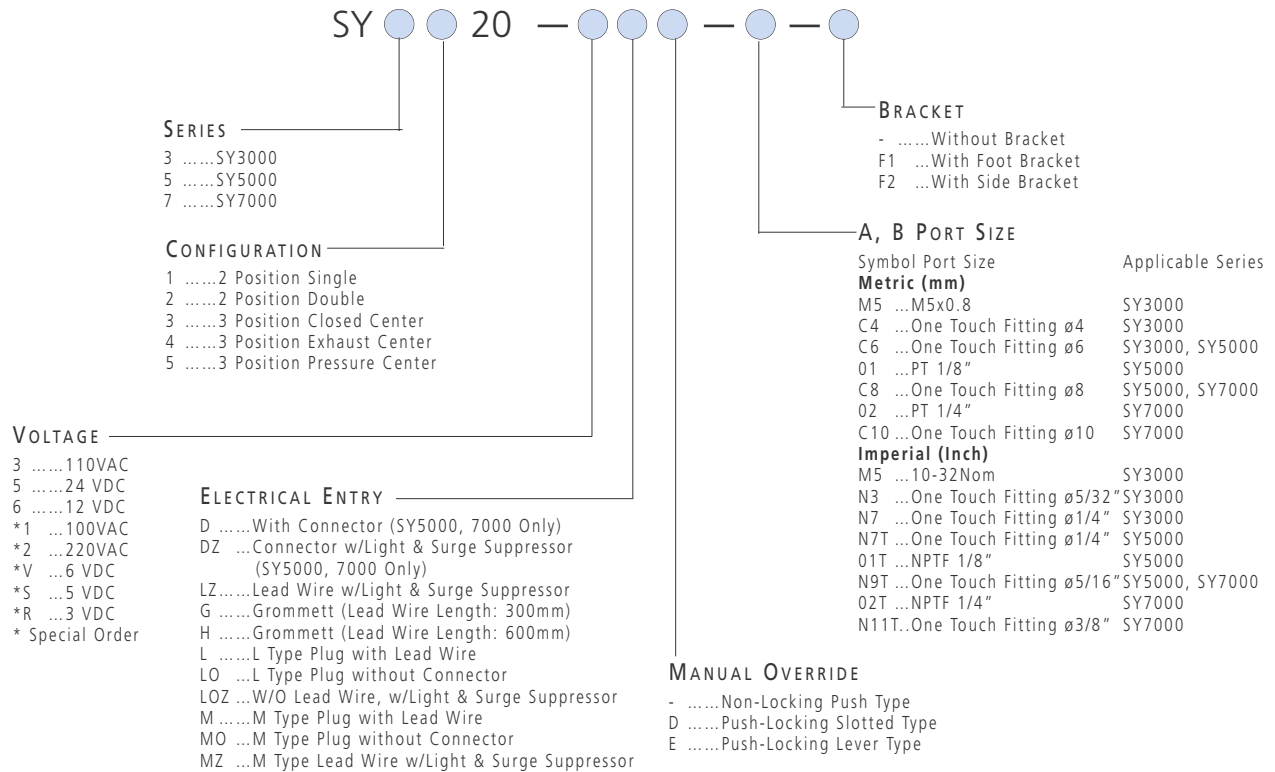 SY 20 — — —
SERIES
3 ……SY3000
5 ……SY5000
7 ……SY7000
CONFIGURATION
1 ……2 Position Single
2 ……2 Position Double
3 ……3 Position Closed Center
4 ……3 Position Exhaust Center
5 ……3 Position Pressure Center
VOLTAGE
3 ……110VAC
5 ……24 VDC
6 ……12 VDC
*1 …100VAC
*2 …220VAC
*V …6 VDC
*S …5 VDC
*R …3 VDC
* Special Order
ELECTRICAL ENTRY
D ……With Connector (SY5000, 7000 Only)
DZ …Connector w/Light & Surge Suppressor
(SY5000, 7000 Only)
LZ……Lead Wire w/Light & Surge Suppressor
G ……Grommett (Lead Wire Length: 300mm)
H ……Grommett (Lead Wire Length: 600mm)
L ……L Type Plug with Lead Wire
LO …L Type Plug without Connector
LOZ …W/O Lead Wire, w/Light & Surge Suppressor
M ……M Type Plug with Lead Wire
MO …M Type Plug without Connector
MZ …M Type Lead Wire w/Light & Surge Suppressor
MANUAL OVERRIDE
- ……Non-Locking Push Type
D ……Push-Locking Slotted Type
E ……Push-Locking Lever Type
A, B PORT SIZE
Symbol Port Size Applicable Series
Metric (mm)
M5 …M5x0.8 SY3000
C4 …One Touch Fitting ø4 SY3000
C6 …One Touch Fitting ø6 SY3000, SY5000
01 …PT 1/8" SY5000
C8 …One Touch Fitting ø8 SY5000, SY7000
02 …PT 1/4" SY7000
C10 …One Touch Fitting ø10 SY7000
Imperial (Inch)
M5 …10-32Nom SY3000
N3 …One Touch Fitting ø5/32" SY3000
N7 …One Touch Fitting ø1/4" SY3000
N7T …One Touch Fitting ø1/4" SY5000
01T …NPTF 1/8" SY5000
N9T …One Touch Fitting ø5/16" SY5000, SY7000
02T …NPTF 1/4" SY7000
N11T..One Touch Fitting ø3/8" SY7000
BRACKET
- ……Without Bracket
F1 …With Foot Bracket
F2 …With Side Bracket